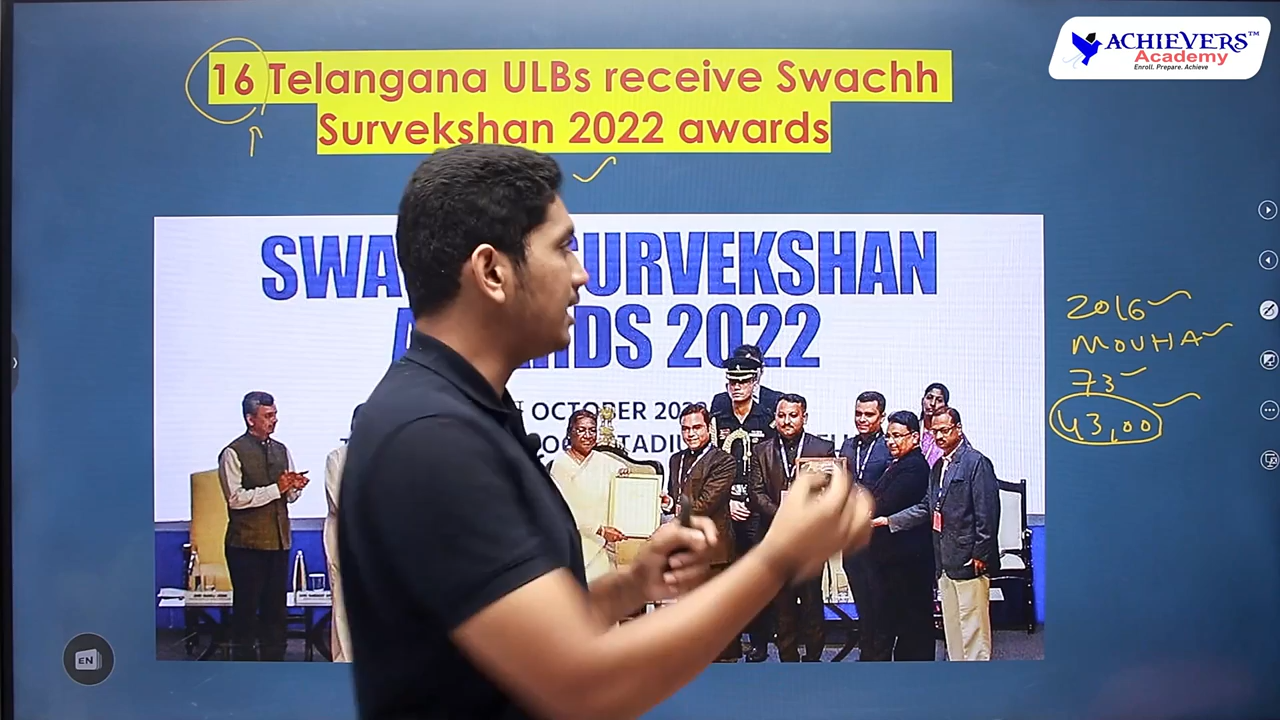 16 Telangana ULBs receive Swachh
Survekshan 2022 awards
ACHIEVERS™
Academy
Enroll. Prepare. Achieve
SURVEKSHAN
2022
OCTOBER
2016
MOUHA
73
43,00
EN